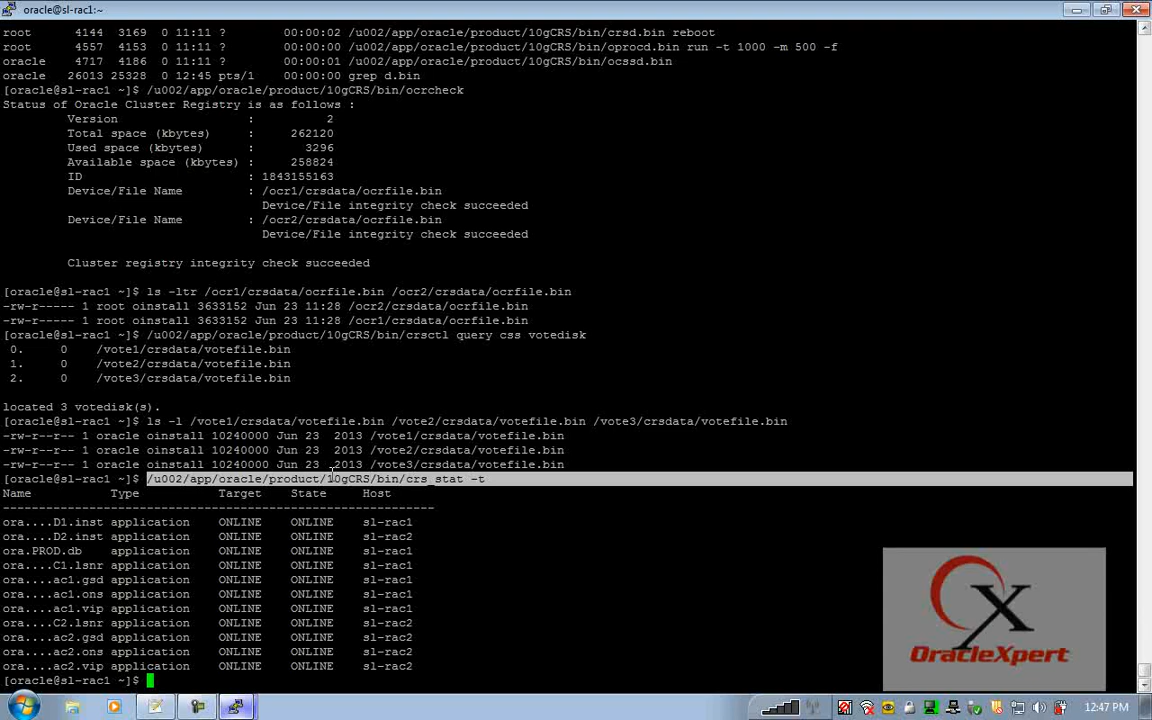 oracle@sl-rac1:~
root      4144  3169  0 11:11 ?        00:00:02 /u002/app/oracle/product/10gCRS/bin/crsd.bin reboot
root      4557  4153  0 11:11 ?        00:00:00 /u002/app/oracle/product/10gCRS/bin/oprocd.bin run -t 1000 -m 500 -f
oracle    4717  4186  0 11:11 ?        00:00:01 /u002/app/oracle/product/10gCRS/bin/ocssd.bin
oracle   26013 25328  0 12:45 pts/1    00:00:00 grep d.bin
[oracle@sl-rac1 ~]$ /u002/app/oracle/product/10gCRS/bin/ocrcheck
Status of Oracle Cluster Registry is as follows :
Version                  :          2
Total space (kbytes)     :     262120
Used space (kbytes)      :       3296
Available space (kbytes) :     258824
ID                       : 1843155163
Device/File Name         : /ocr1/crsdata/ocrfile.bin
Device/File integrity check succeeded
Device/File Name         : /ocr2/crsdata/ocrfile.bin
Device/File integrity check succeeded
Cluster registry integrity check succeeded
[oracle@sl-rac1 ~]$ ls -ltr /ocr1/crsdata/ocrfile.bin /ocr2/crsdata/ocrfile.bin
-rw-r----- 1 root oinstall 3633152 Jun 23 11:28 /ocr2/crsdata/ocrfile.bin
-rw-r----- 1 root oinstall 3633152 Jun 23 11:28 /ocr1/crsdata/ocrfile.bin
[oracle@sl-rac1 ~]$ /u002/app/oracle/product/10gCRS/bin/crsctl query css votedisk
0.     0    /vote1/crsdata/votefile.bin
1.     0    /vote2/crsdata/votefile.bin
2.     0    /vote3/crsdata/votefile.bin
located 3 votedisk(s).
[oracle@sl-rac1 ~]$ ls -l /vote1/crsdata/votefile.bin /vote2/crsdata/votefile.bin /vote3/crsdata/votefile.bin
-rw-r--r-- 1 oracle oinstall 10240000 Jun 23  2013 /vote1/crsdata/votefile.bin
-rw-r--r-- 1 oracle oinstall 10240000 Jun 23  2013 /vote2/crsdata/votefile.bin
-rw-r--r-- 1 oracle oinstall 10240000 Jun 23  2013 /vote3/crsdata/votefile.bin
[oracle@sl-rac1 ~]$ /u002/app/oracle/product/10gCRS/bin/crs_stat -t
Name           Type           Target    State     Host
------------------------------------------------------------
ora....D1.inst application    ONLINE    ONLINE    sl-rac1
ora....D2.inst application    ONLINE    ONLINE    sl-rac2
ora.PROD.db    application    ONLINE    ONLINE    sl-rac1
ora....C1.lsnr application    ONLINE    ONLINE    sl-rac1
ora....ac1.gsd application    ONLINE    ONLINE    sl-rac1
ora....ac1.ons application    ONLINE    ONLINE    sl-rac1
ora....ac1.vip application    ONLINE    ONLINE    sl-rac1
ora....C2.lsnr application    ONLINE    ONLINE    sl-rac2
ora....ac2.gsd application    ONLINE    ONLINE    sl-rac2
ora....ac2.ons application    ONLINE    ONLINE    sl-rac2
ora....ac2.vip application    ONLINE    ONLINE    sl-rac2
[oracle@sl-rac1 ~]$
OracleXpert
12:47 PM